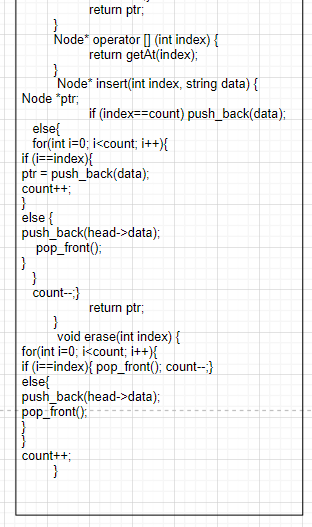 return ptr;
}
Node* operator [] (int index) {
return getAt(index);
}
Node* insert(int index, string data) {
Node *ptr;
if (index==count) push_back(data);
else{
for(int i=0; i<count; i++){
if (i==index){
ptr = push_back(data);
count++;
}
else {
push_back(head->data);
pop_front();
}
}
count--;}
return ptr;
}
void erase(int index) {
for(int i=0; i<count; i++){
if (i==index){ pop_front(); count--;}
else{
push_back(head->data);
pop_front();
}
}
count++;
}